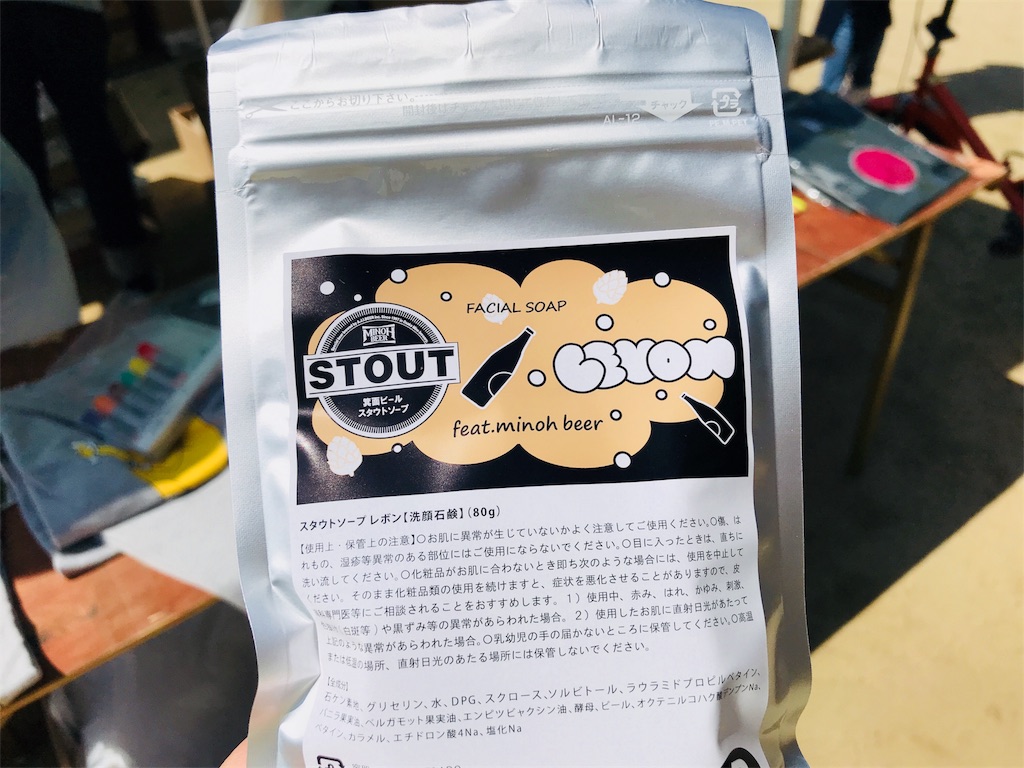 ここからお切り下さい。
チャック
AL-12
プラ
FACIAL SOAP
MINOH BEER
STOUT
箕面ビール
スタウトソープ
LEVON
feat.minoh beer
スタウトソープ レボン【洗顔石鹸】(80g)
【使用上・保管上の注意】〇お肌に異常が生じていないかよく注意してご使用ください。〇傷、は
れもの、湿疹等異常のある部位にはご使用にならないでください。〇目に入ったときは、直ちに
洗い流してください。〇化粧品がお肌に合わないとき即ち次のような場合には、使用を中止して
ください。そのまま化粧品類の使用を続けますと、症状を悪化させることがありますので、皮
専門医等にご相談されることをおすすめします。1）使用中、赤み、はれ、かゆみ、刺激、
(白斑等)や黒ずみ等の異常があらわれた場合。2）使用したお肌に直射日光があたって
上記のような異常があらわれた場合。〇乳幼児の手の届かないところに保管してください。〇高温
または低温の場所、直射日光のあたる場所には保管しないでください。
【全成分】
石ケン素地、グリセリン、水、DPG、スクロース、ソルビトール、ラウラミドプロピルベタイン、
バニラ果実油、ベルガモット果実油、エンピツビャクシン油、酵母、ビール、オクテニルコハク酸デンプンNa、
ベタイン、カラメル、エチドロン酸4Na、塩化Na